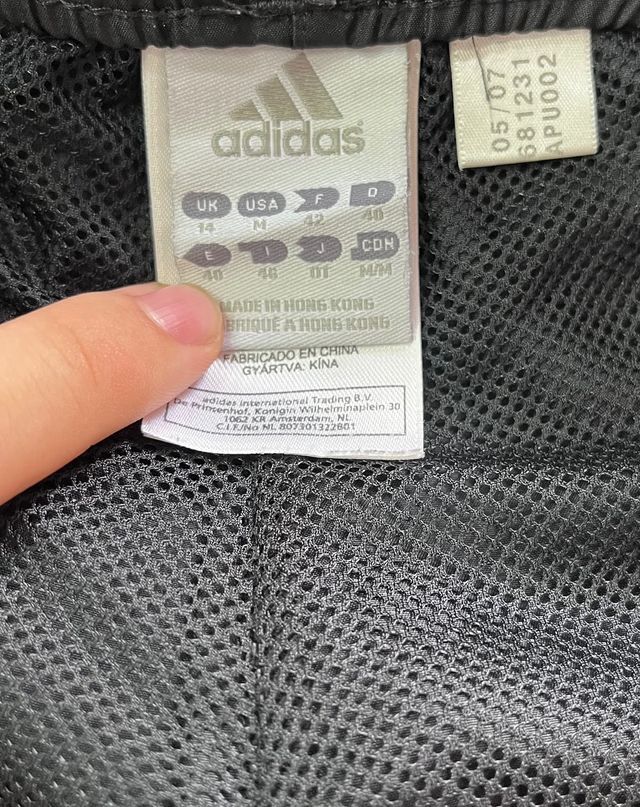 adidas
UK USA F D
14 M 42 40
E I J CDN
40 46 OT M/M
MADE IN HONG KONG
FABRIQUÉ A HONG KONG
FABRICADO EN CHINA
GYÁRTVA: KÍNA
adidas International Trading B.V.
De Prinsenhof, Konigin Wilhelminaplein 30
1062 KR Amsterdam, NL
C.I.F./No NL 807301322B01
05/07
681231
APU002